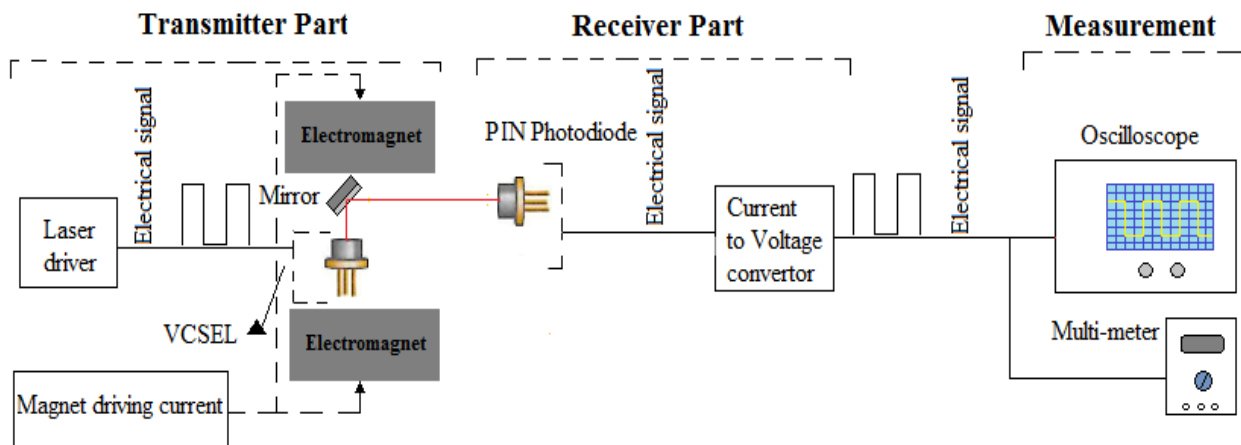 Transmitter Part
Receiver Part
Measurement
Electrical signal
Electromagnet
Mirror
Laser
driver
VCSEL
Electromagnet
Magnet driving current
PIN Photodiode
Electrical signal
Current
to Voltage
convertor
Electrical signal
Oscilloscope
Multi-meter